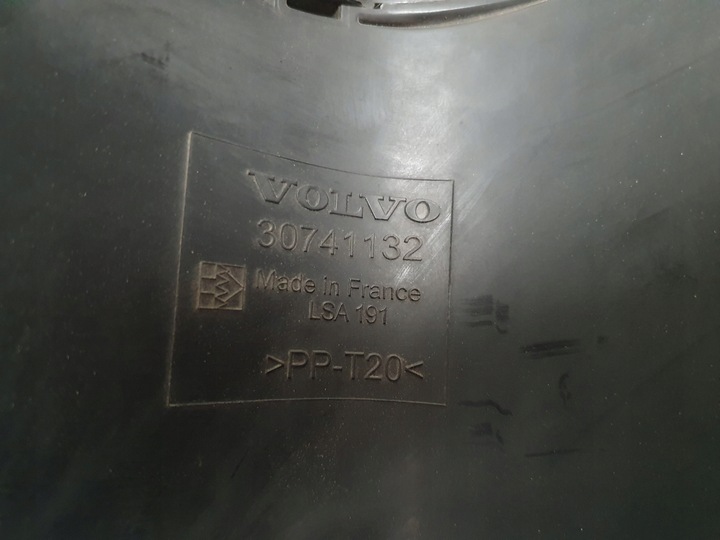 VOLVO
30741132
Made in France
LSA 191
>PP-T20<